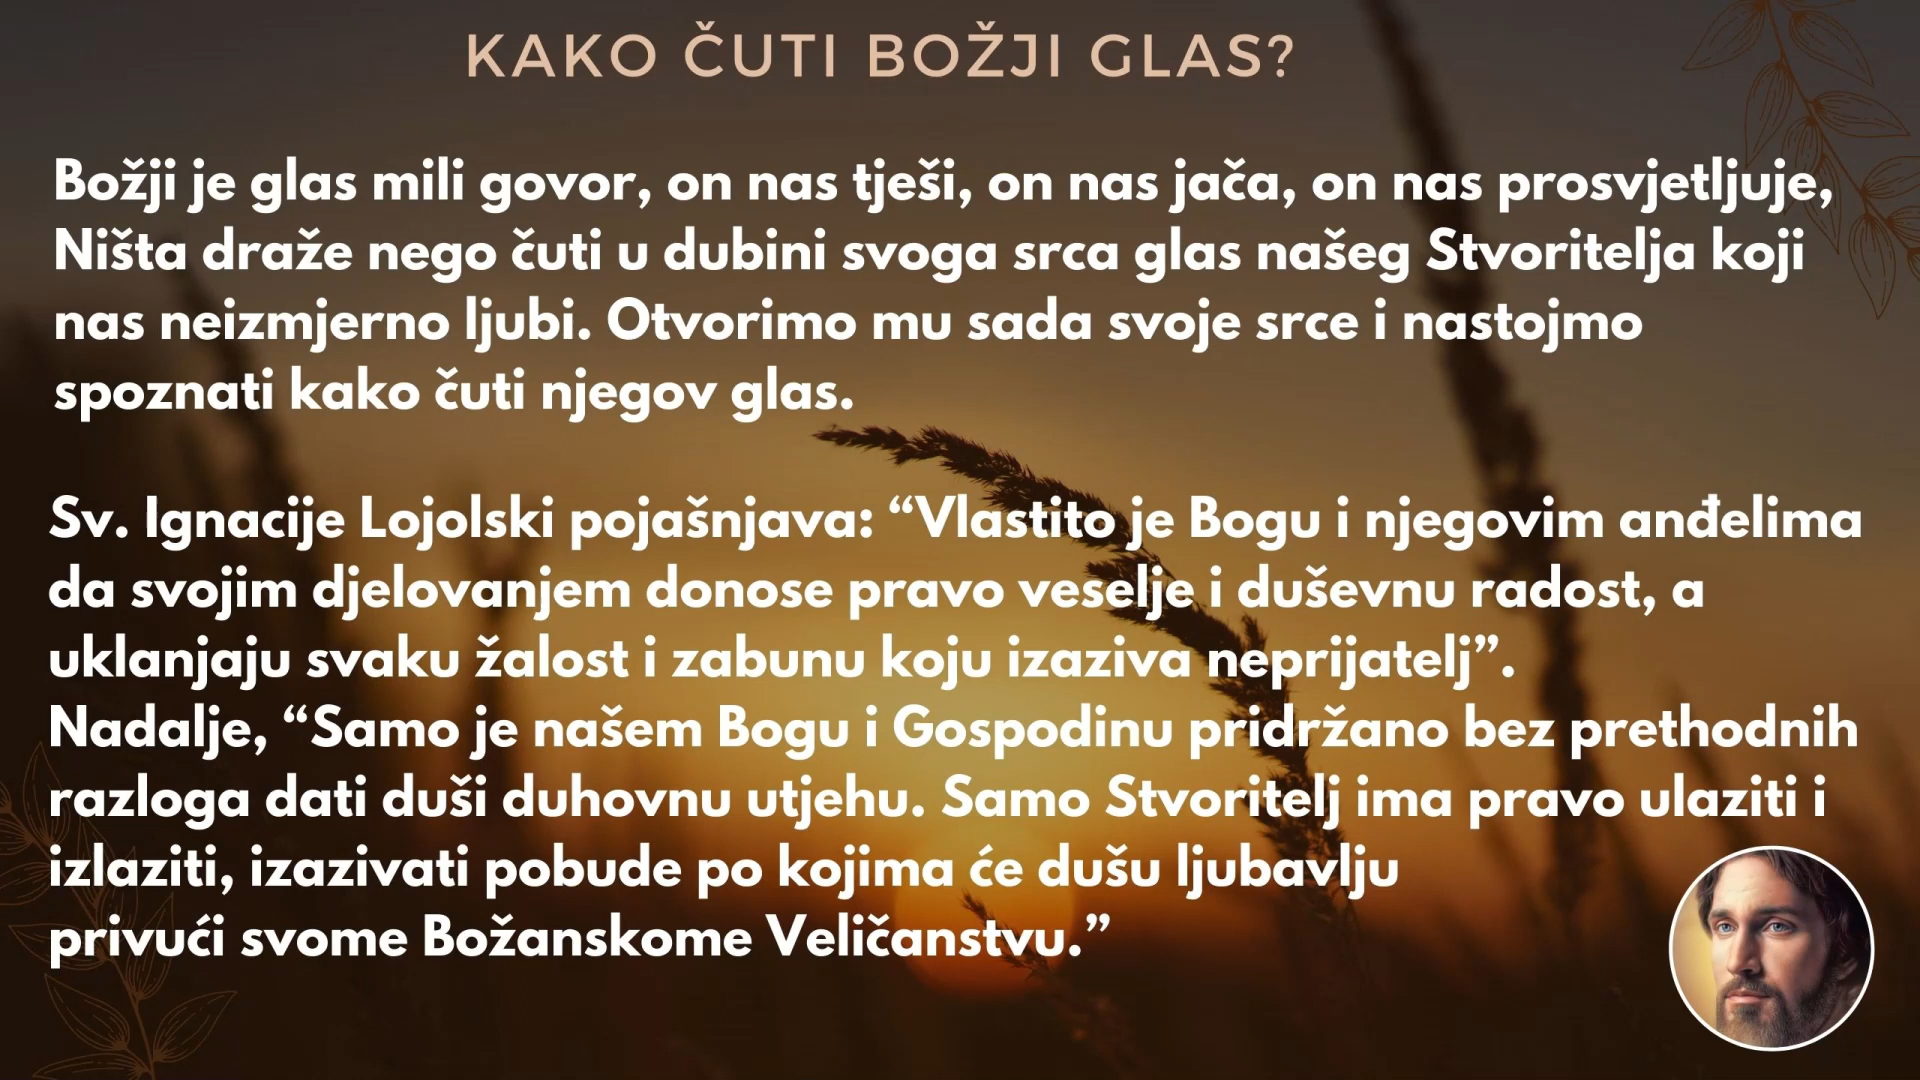 KAKO ČUTI BOŽJI GLAS?
Božji je glas mili govor, on nas tješi, on nas jača, on nas prosvjetljuje,
Ništa draže nego čuti u dubini svoga srca glas našeg Stvoritelja koji
nas neizmjerno ljubi. Otvorimo mu sada svoje srce i nastojmo
spoznati kako čuti njegov glas.
Sv. Ignacije Lojolski pojašnjava: “Vlastito je Bogu i njegovim anđelima
da svojim djelovanjem donose pravo veselje i duševnu radost, a
uklanjaju svaku žalost i zabunu koju izaziva neprijatelj”.
Nadalje, “Samo je našem Bogu i Gospodinu pridržano bez prethodnih
razloga dati duši duhovnu utjehu. Samo Stvoritelj ima pravo ulaziti i
izlaziti, izazivati pobude po kojima će dušu ljubavlju
privući svome Božanskome Veličanstvu.”